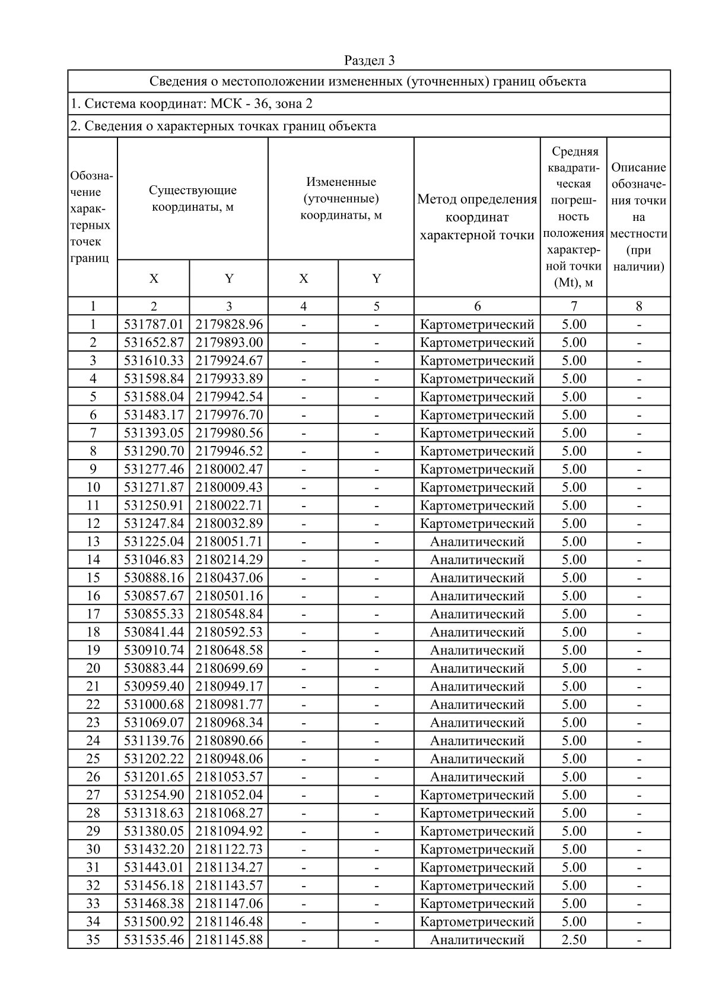 Раздел 3
Сведения о местоположении измененных (уточненных) границ объекта
1. Система координат: МСК - 36, зона 2
2. Сведения о характерных точках границ объекта
Обозна-
чение
харак-
терных
точек
границ
Существующие
координаты, м
Измененные
(уточненные)
координаты, м
Метод определения
координат
характерной точки
Средняя
квадрати-
ческая
погреш-
ность
положения
характер-
ной точки
(Mt), м
Описание
обозначе-
ния точки
на
местности
(при
наличии)
X Y X Y
1 2 3 4 5 6 7 8
1 531787.01 2179828.96 - - Картометрический 5.00 -
2 531652.87 2179893.00 - - Картометрический 5.00 -
3 531610.33 2179924.67 - - Картометрический 5.00 -
4 531598.84 2179933.89 - - Картометрический 5.00 -
5 531588.04 2179942.54 - - Картометрический 5.00 -
6 531483.17 2179976.70 - - Картометрический 5.00 -
7 531393.05 2179980.56 - - Картометрический 5.00 -
8 531290.70 2179946.52 - - Картометрический 5.00 -
9 531277.46 2180002.47 - - Картометрический 5.00 -
10 531271.87 2180009.43 - - Картометрический 5.00 -
11 531250.91 2180022.71 - - Картометрический 5.00 -
12 531247.84 2180032.89 - - Картометрический 5.00 -
13 531225.04 2180051.71 - - Аналитический 5.00 -
14 531046.83 2180214.29 - - Аналитический 5.00 -
15 530888.16 2180437.06 - - Аналитический 5.00 -
16 530857.67 2180501.16 - - Аналитический 5.00 -
17 530855.33 2180548.84 - - Аналитический 5.00 -
18 530841.44 2180592.53 - - Аналитический 5.00 -
19 530910.74 2180648.58 - - Аналитический 5.00 -
20 530883.44 2180699.69 - - Аналитический 5.00 -
21 530959.40 2180949.17 - - Аналитический 5.00 -
22 531000.68 2180981.77 - - Аналитический 5.00 -
23 531069.07 2180968.34 - - Аналитический 5.00 -
24 531139.76 2180890.66 - - Аналитический 5.00 -
25 531202.22 2180948.06 - - Аналитический 5.00 -
26 531201.65 2181053.57 - - Аналитический 5.00 -
27 531254.90 2181052.04 - - Картометрический 5.00 -
28 531318.63 2181068.27 - - Картометрический 5.00 -
29 531380.05 2181094.92 - - Картометрический 5.00 -
30 531432.20 2181122.73 - - Картометрический 5.00 -
31 531443.01 2181134.27 - - Картометрический 5.00 -
32 531456.18 2181143.57 - - Картометрический 5.00 -
33 531468.38 2181147.06 - - Картометрический 5.00 -
34 531500.92 2181146.48 - - Картометрический 5.00 -
35 531535.46 2181145.88 - - Аналитический 2.50 -